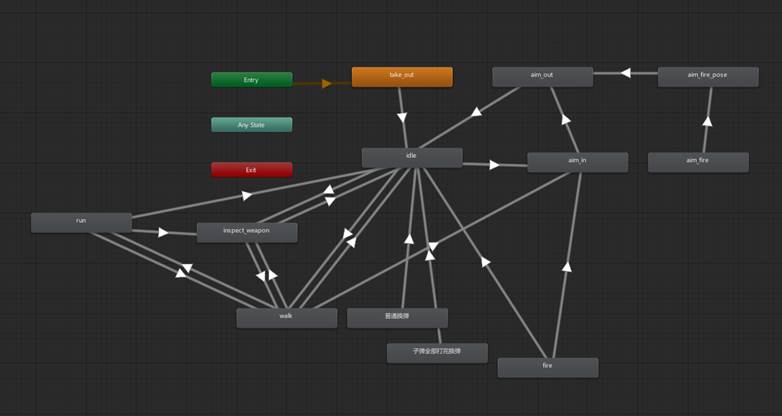 Entry
take_out
aim_out
aim_fire_pose
Any State
idle
aim_in
aim_fire
Exit
run
inspect_weapon
walk
普通换弹
子弹全部打完换弹
fire